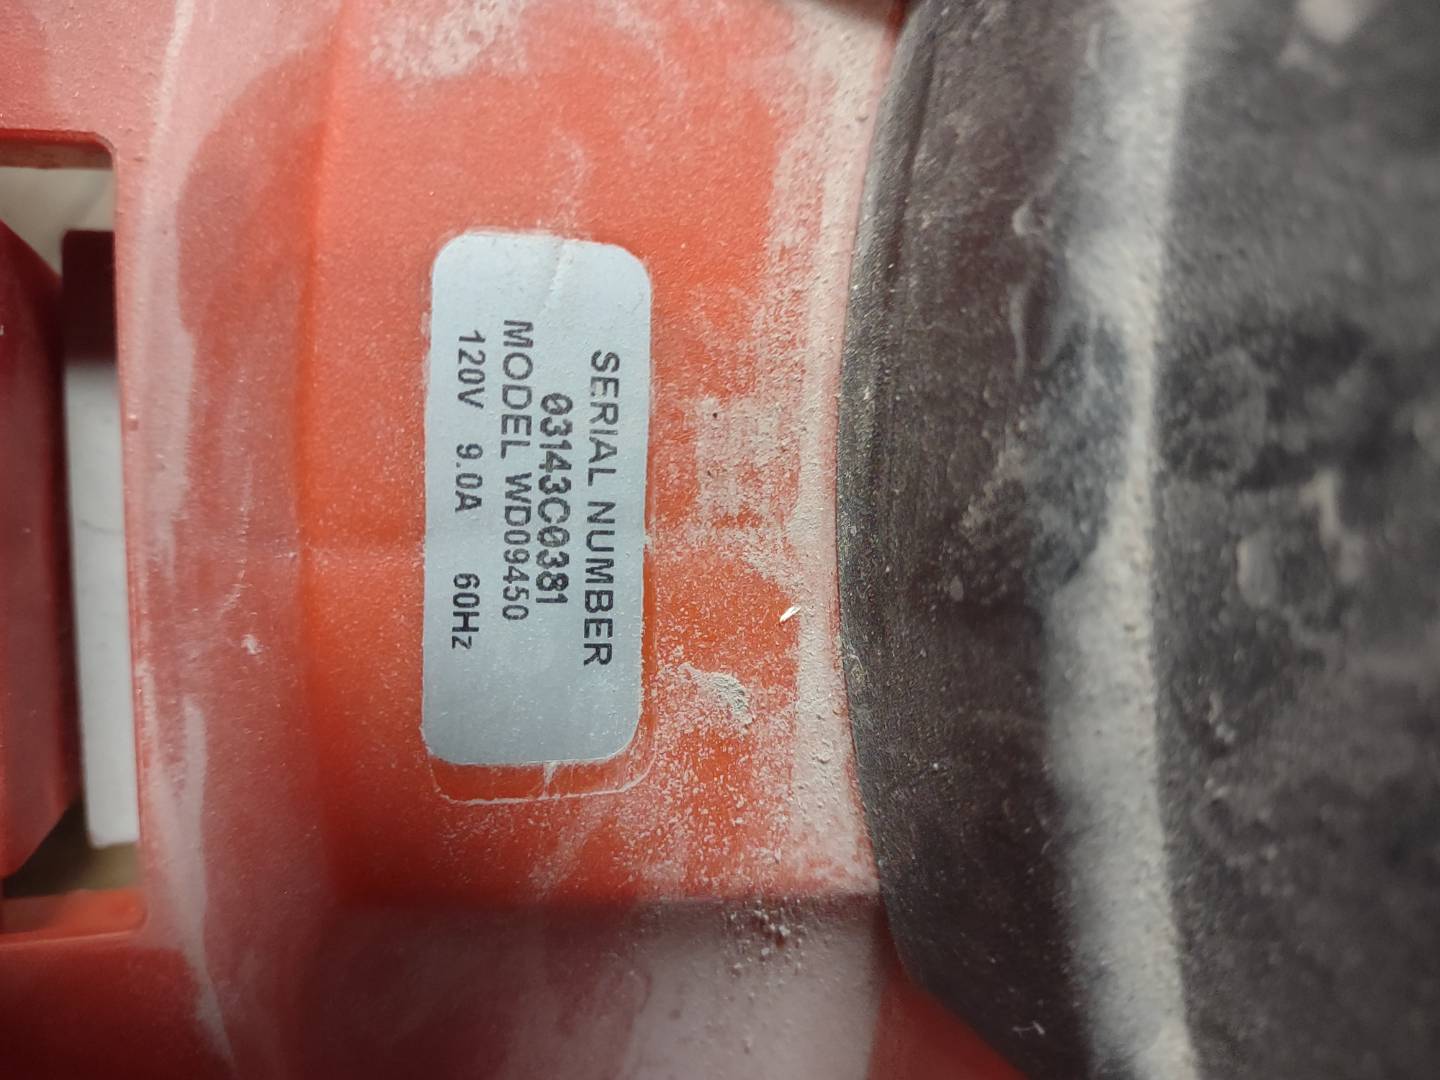 SERIAL NUMBER
03143C0381
MODEL WD09450
120V 9.0A 60Hz